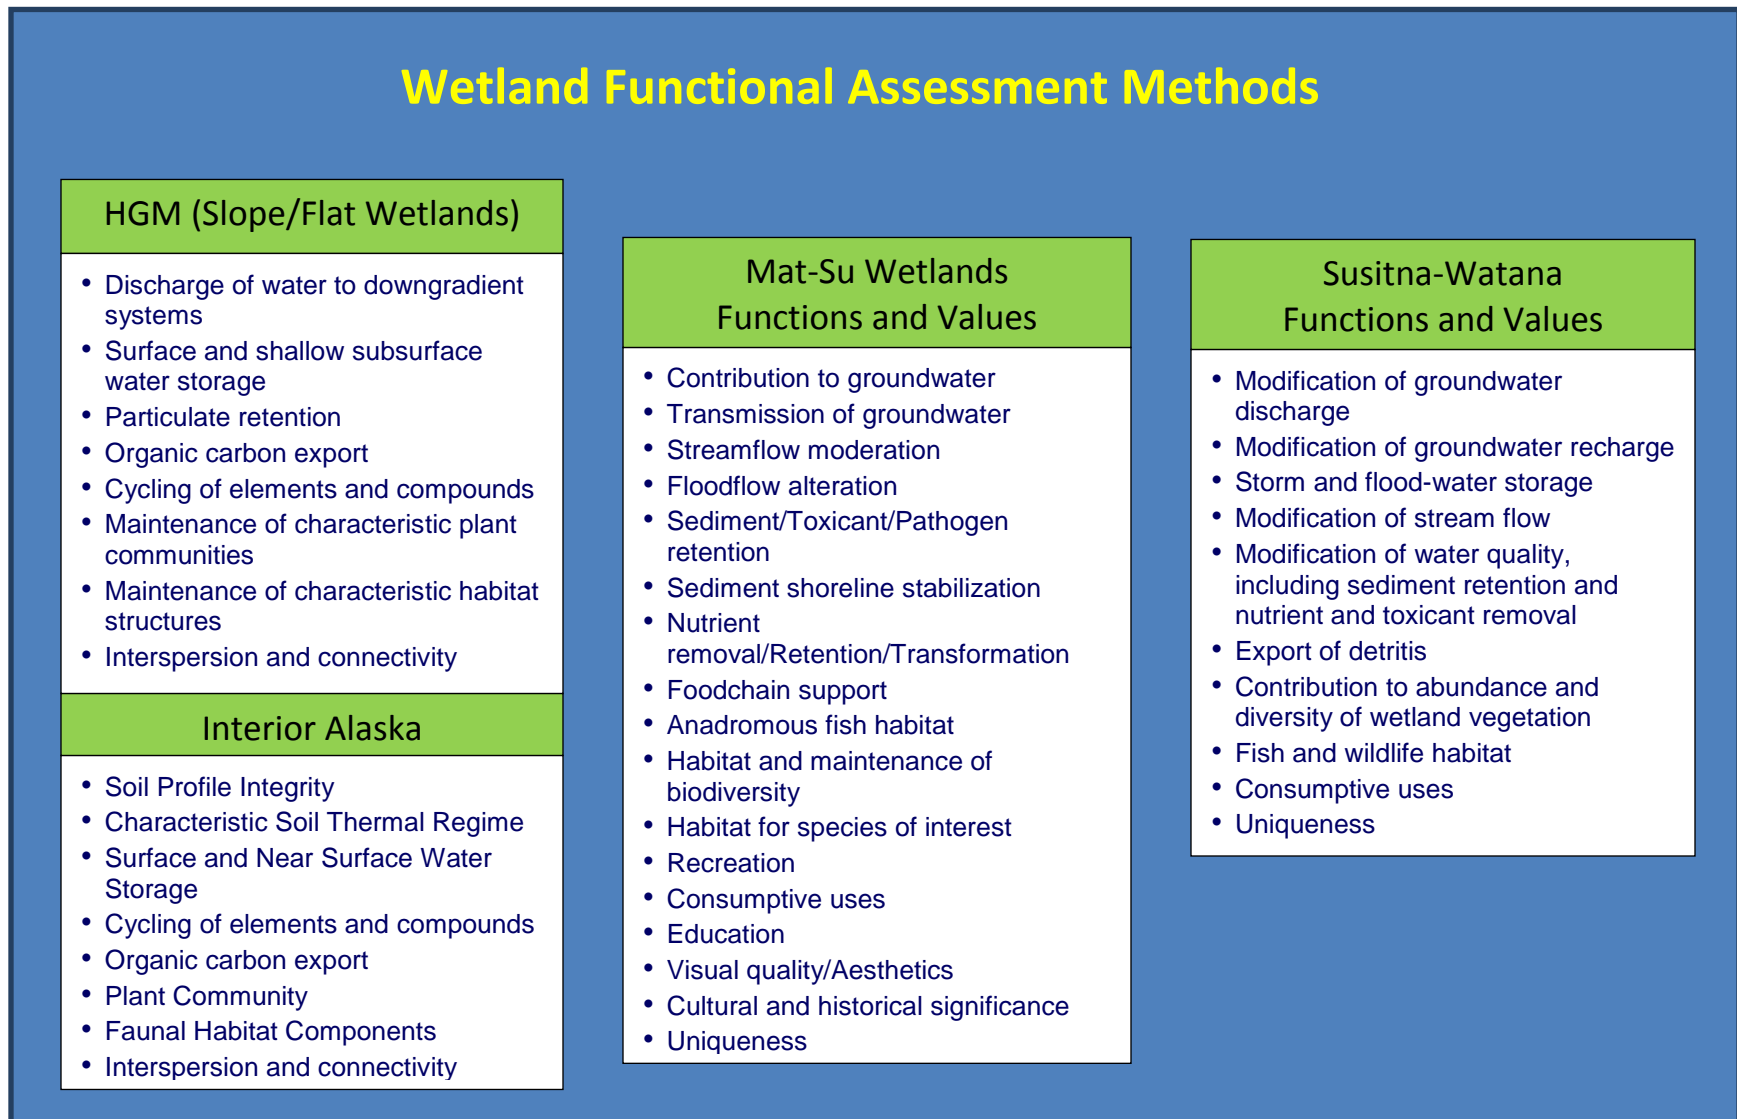 Wetland Functional Assessment Methods
HGM (Slope/Flat Wetlands)
• Discharge of water to downgradient
systems
• Surface and shallow subsurface
water storage
• Particulate retention
• Organic carbon export
• Cycling of elements and compounds
• Maintenance of characteristic plant
communities
• Maintenance of characteristic habitat
structures
• Interspersion and connectivity
Interior Alaska
• Soil Profile Integrity
• Characteristic Soil Thermal Regime
• Surface and Near Surface Water
Storage
• Cycling of elements and compounds
• Organic carbon export
• Plant Community
• Faunal Habitat Components
• Interspersion and connectivity
Mat-Su Wetlands
Functions and Values
• Contribution to groundwater
• Transmission of groundwater
• Streamflow moderation
• Floodflow alteration
• Sediment/Toxicant/Pathogen
retention
• Sediment shoreline stabilization
• Nutrient
removal/Retention/Transformation
• Foodchain support
• Anadromous fish habitat
• Habitat and maintenance of
biodiversity
• Habitat for species of interest
• Recreation
• Consumptive uses
• Education
• Visual quality/Aesthetics
• Cultural and historical significance
• Uniqueness
Susitna-Watana
Functions and Values
• Modification of groundwater
discharge
• Modification of groundwater recharge
• Storm and flood-water storage
• Modification of stream flow
• Modification of water quality,
including sediment retention and
nutrient and toxicant removal
• Export of detritis
• Contribution to abundance and
diversity of wetland vegetation
• Fish and wildlife habitat
• Consumptive uses
• Uniqueness